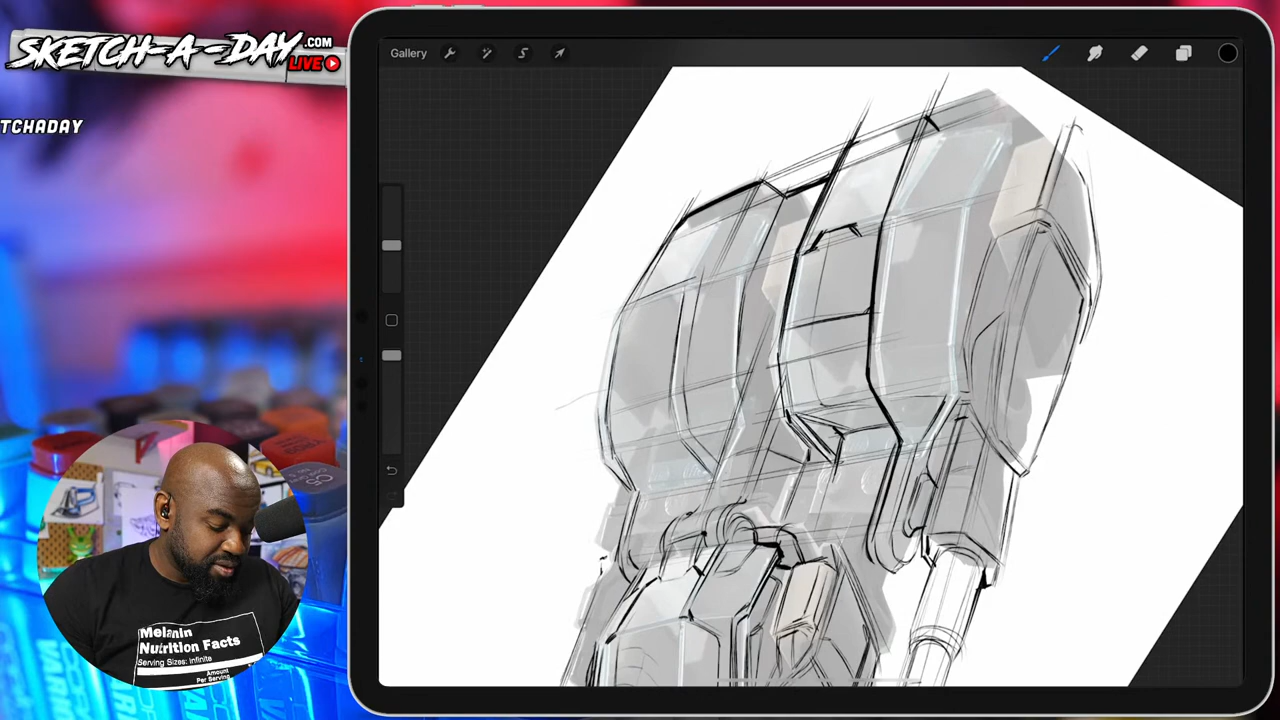 SKETCH-A-DAY.COM
LIVE
TCHADAY
Gallery
Melanin
Nutrition Facts
Serving Sizes: Infinite
Amount
Per Serving